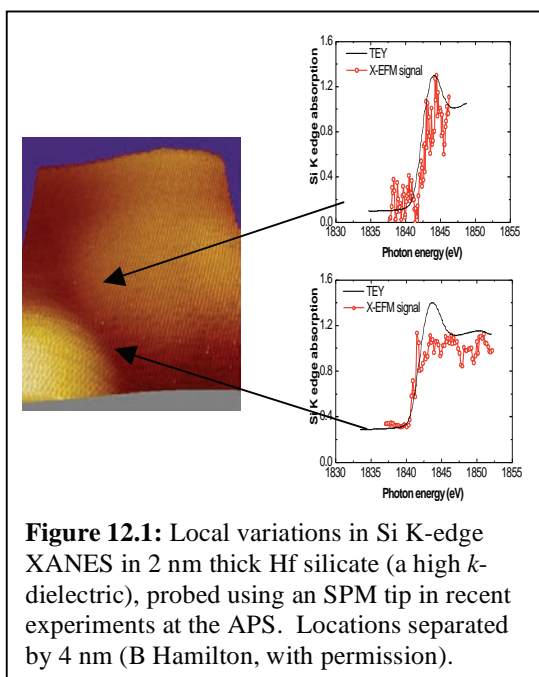 1.6
1.2
0.8
0.4
0.0
Si K edge absorption
TEY
X-EFM signal
1830 1835 1840 1845 1850 1855
Photon energy (eV)
1.6
1.2
0.8
0.4
0.0
Si K edge absorption
TEY
X-EFM signal
1830 1835 1840 1845 1850 1855
Photon energy (eV)
Figure 12.1: Local variations in Si K-edge
XANES in 2 nm thick Hf silicate (a high k-
dielectric), probed using an SPM tip in recent
experiments at the APS. Locations separated
by 4 nm (B Hamilton, with permission).